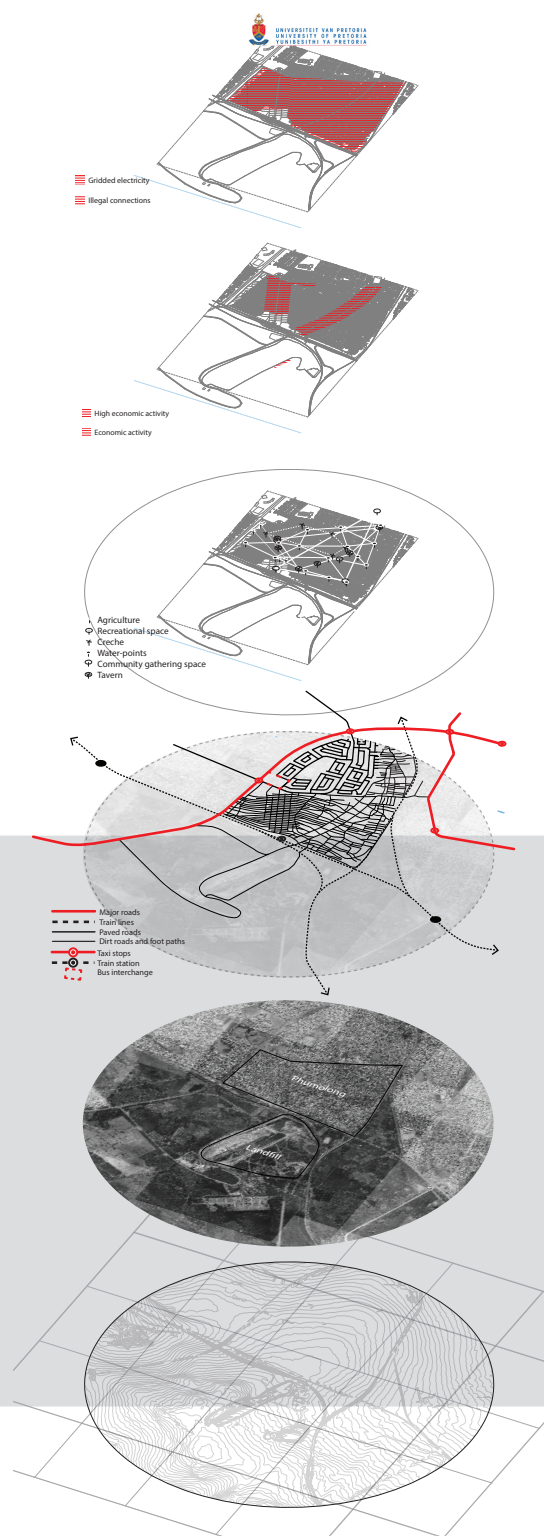 UNIVERSITEIT VAN PRETORIA
UNIVERSITY OF PRETORIA
YUNIBESITHI YA PRETORIA
Gridded electricity
Illegal connections
High economic activity
Economic activity
Agriculture
Recreational space
Creche
Water-points
Community gathering space
Tavern
Major roads
Train lines
Paved roads
Dirt roads and foot paths
Taxi stops
Train station
Bus interchange
Phumolong
Landfill